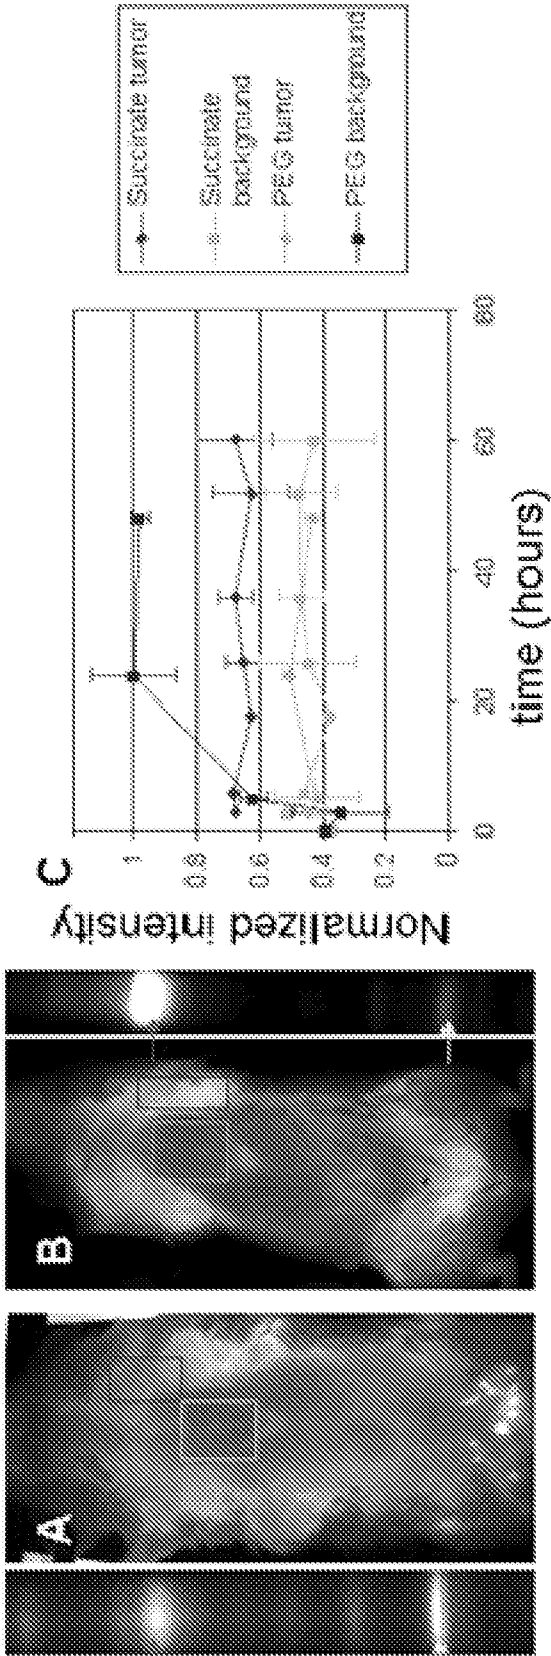 A
B
C
Normalized intensity
1
0.8
0.6
0.4
0.2
0
0
20
40
60
80
time (hours)
Succinate tumor
Succinate
background
PEG tumor
PEG background